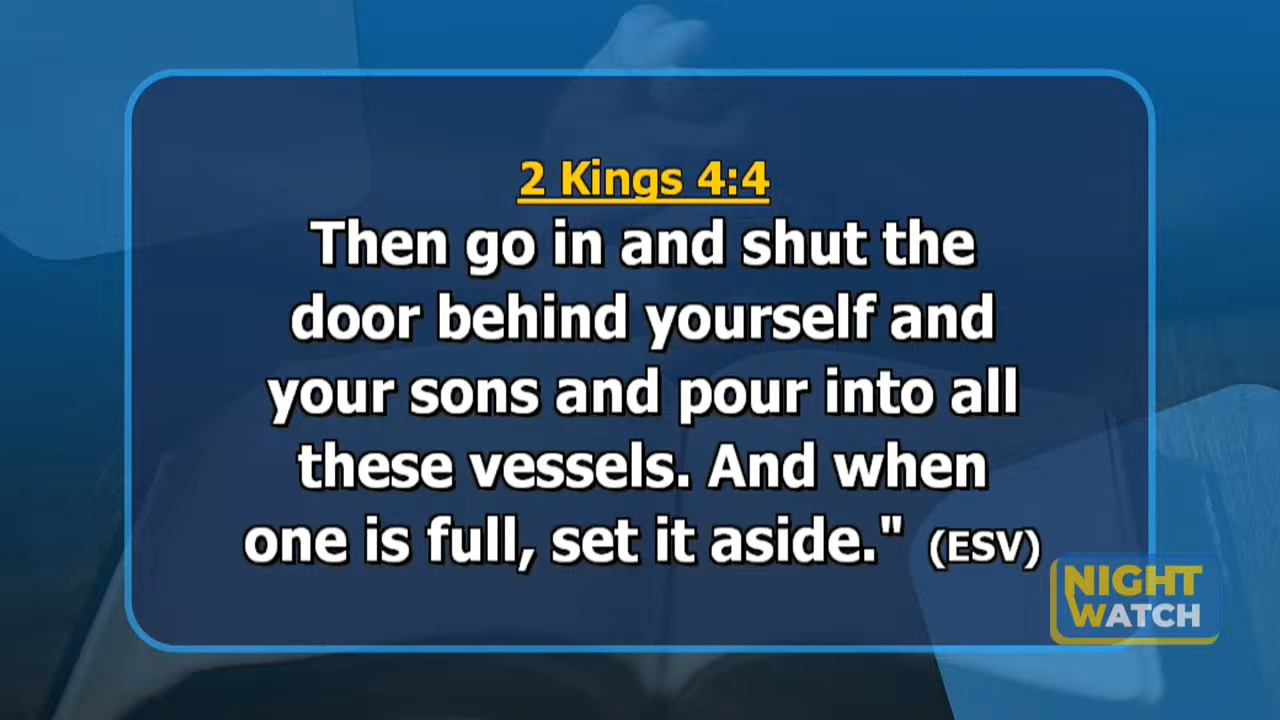 2 Kings 4:4
Then go in and shut the
door behind yourself and
your sons and pour into all
these vessels. And when
one is full, set it aside." (ESV)
NIGHT
WATCH